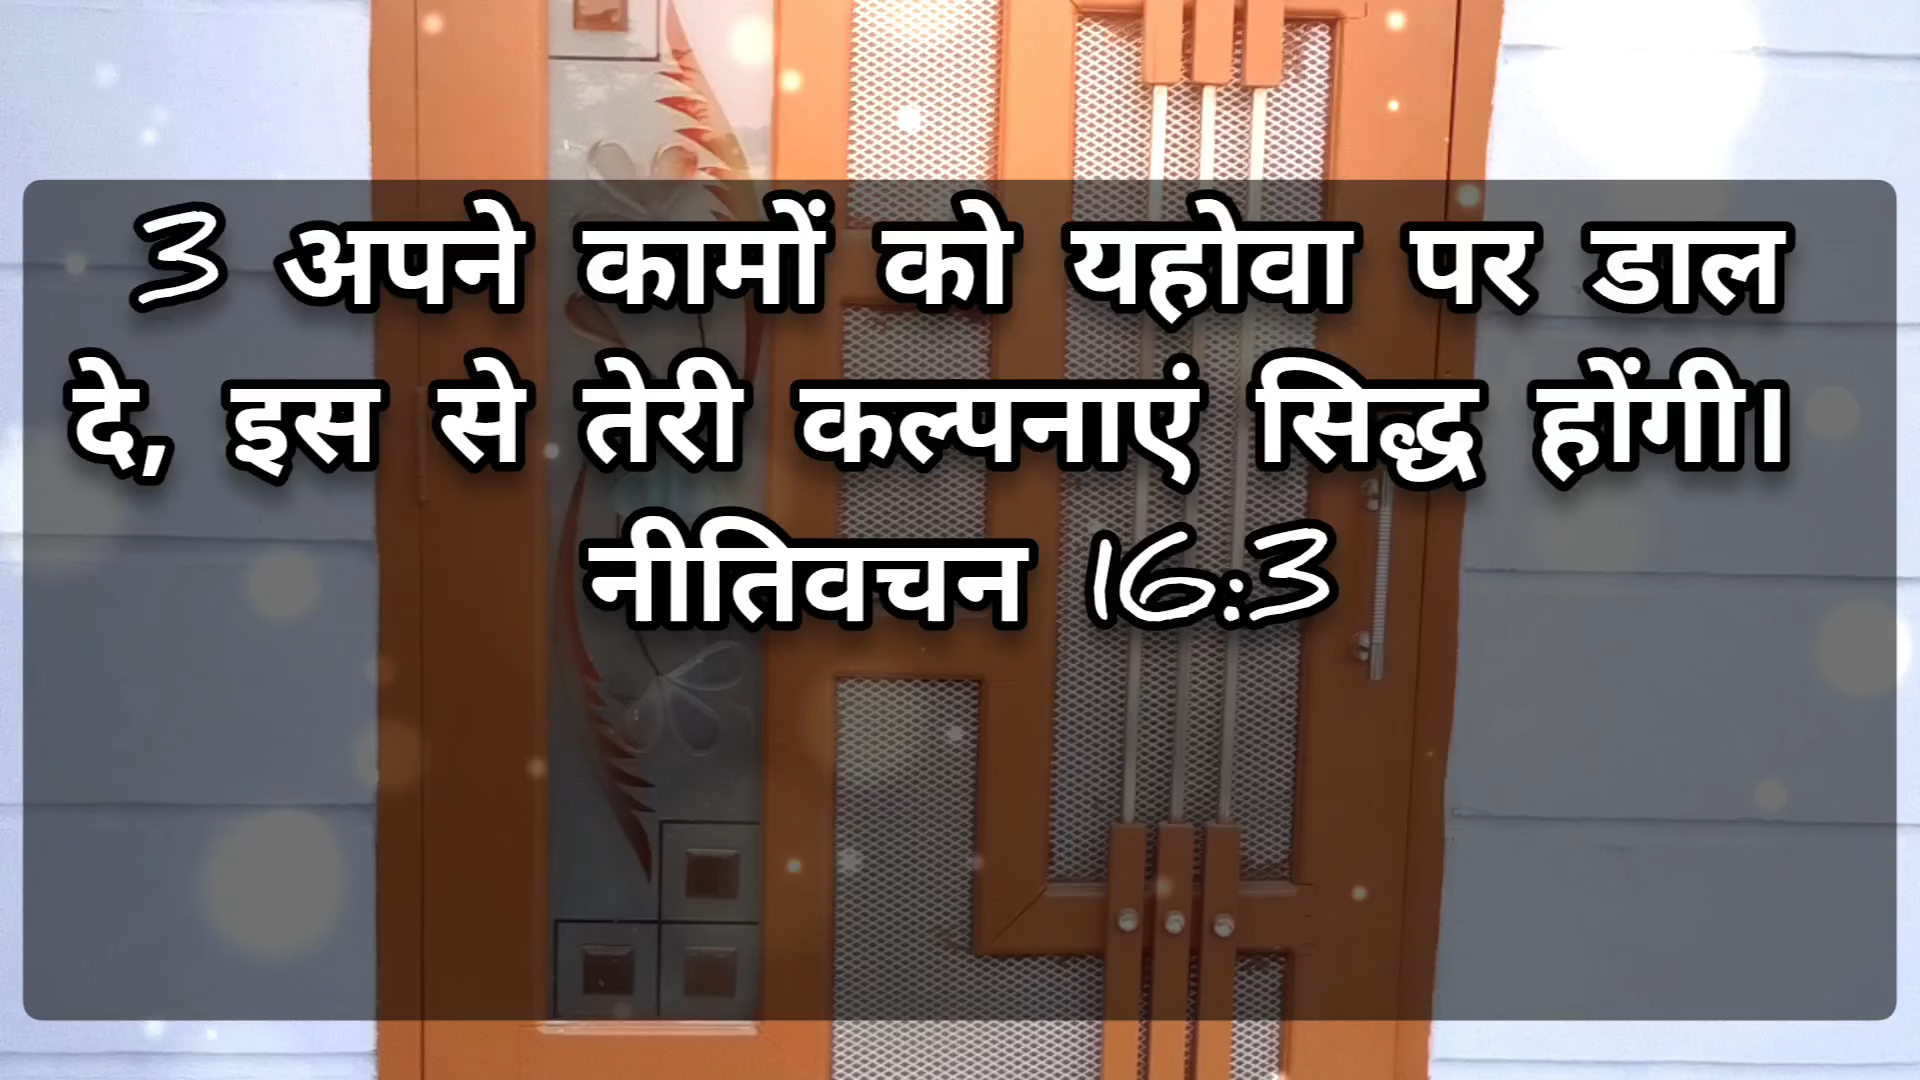 3 अपने कामों को यहोवा पर डाल
दे, इस से तेरी कल्पनाएं सिद्ध होंगी।
नीतिवचन 16:3